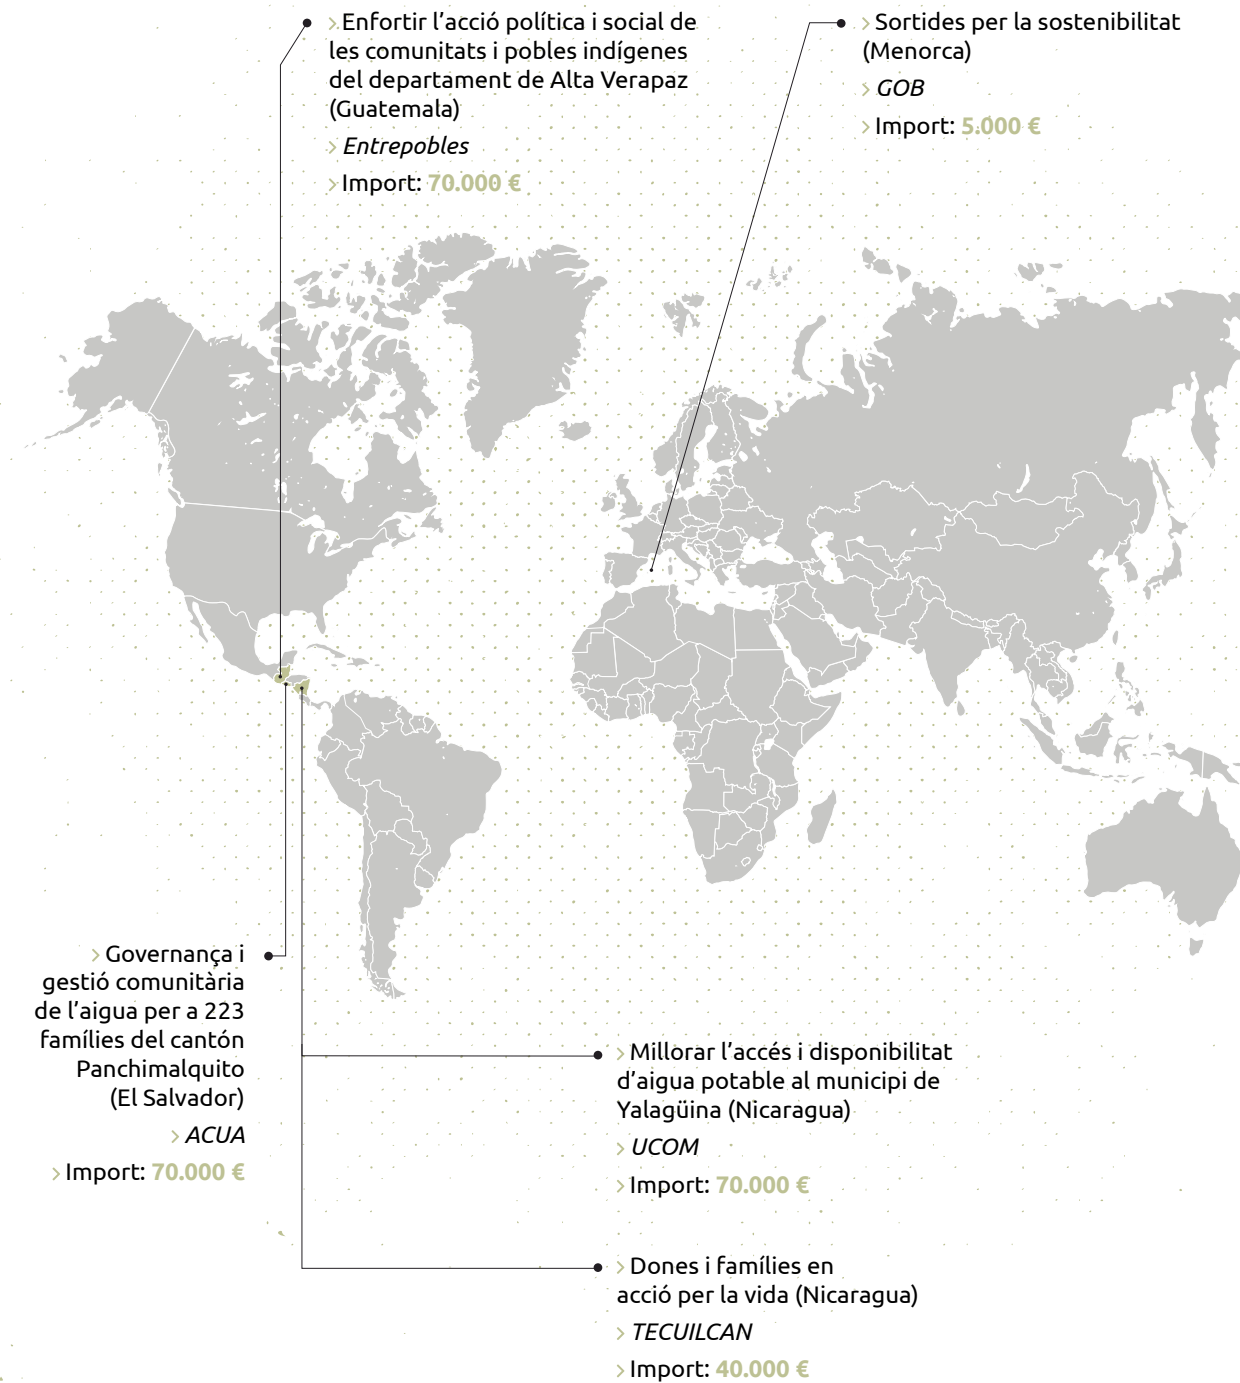 › Enfortir l’acció política i social de
les comunitats i pobles indígenes
del departament de Alta Verapaz
(Guatemala)
› Entrepobles
› Import: 70.000 €
› Sortides per la sostenibilitat
(Menorca)
› GOB
› Import: 5.000 €
› Governança i
gestió comunitària
de l’aigua per a 223
famílies del cantón
Panchimalquito
(El Salvador)
› ACUA
› Import: 70.000 €
› Millorar l’accés i disponibilitat
d’aigua potable al municipi de
Yalagüina (Nicaragua)
› UCOM
› Import: 70.000 €
› Dones i famílies en
acció per la vida (Nicaragua)
› TECUILCAN
› Import: 40.000 €